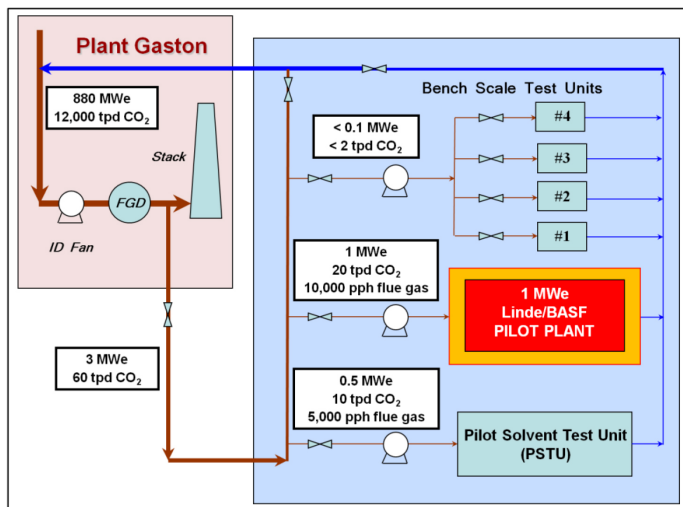 Plant Gaston
880 MWe
12,000 tpd CO₂
Stack
FGD
ID Fan
3 MWe
60 tpd CO₂
Bench Scale Test Units
< 0.1 MWe
< 2 tpd CO₂
#4
#3
#2
#1
1 MWe
20 tpd CO₂
10,000 pph flue gas
1 MWe
Linde/BASF
PILOT PLANT
0.5 MWe
10 tpd CO₂
5,000 pph flue gas
Pilot Solvent Test Unit
(PSTU)